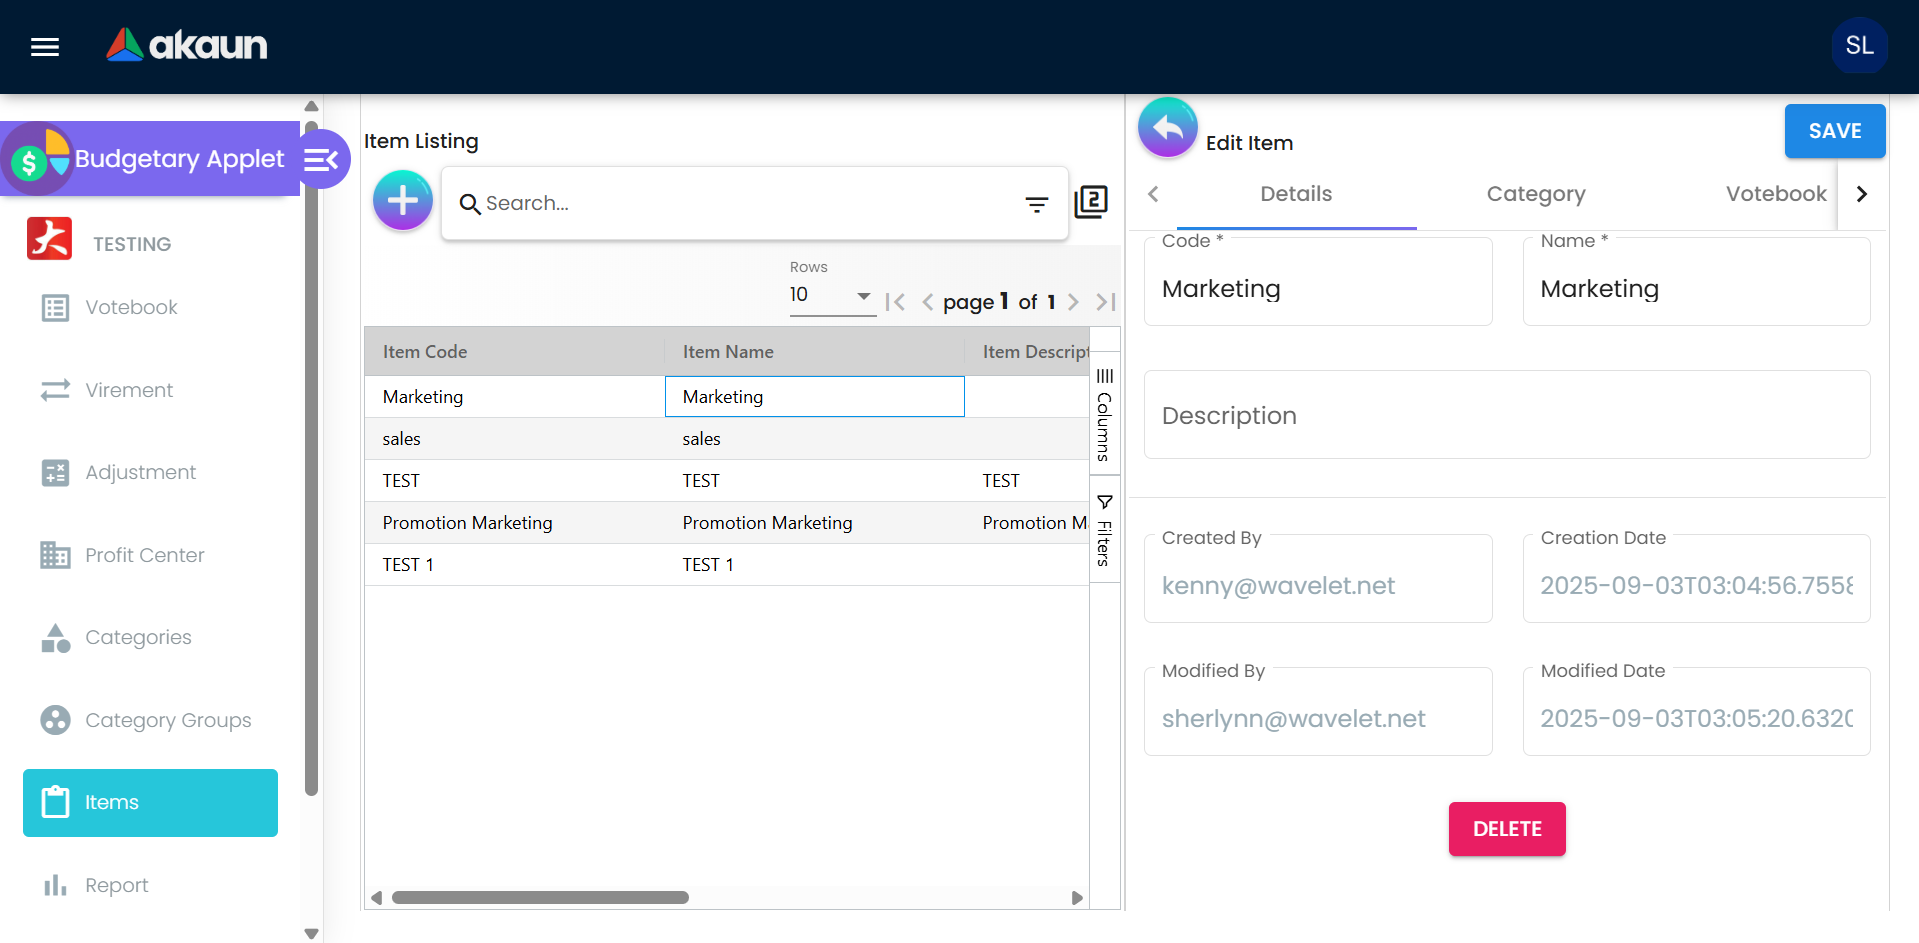 akaun
SL
Budgetary Applet
TESTING
Votebook
Virement
Adjustment
Profit Center
Categories
Category Groups
Items
Report
Item Listing
Search...
2
Rows
10
page 1 of 1
Item Code Item Name Item Descript
Marketing Marketing
sales sales
TEST TEST TEST
Promotion Marketing Promotion Marketing Promotion M
TEST 1 TEST 1
Columns
Filters
Edit Item
SAVE
Details Category Votebook
Code * Name *
Marketing Marketing
Description
Created By Creation Date
kenny@wavelet.net 2025-09-03T03:04:56.755
Modified By Modified Date
sherlynn@wavelet.net 2025-09-03T03:05:20.632
DELETE